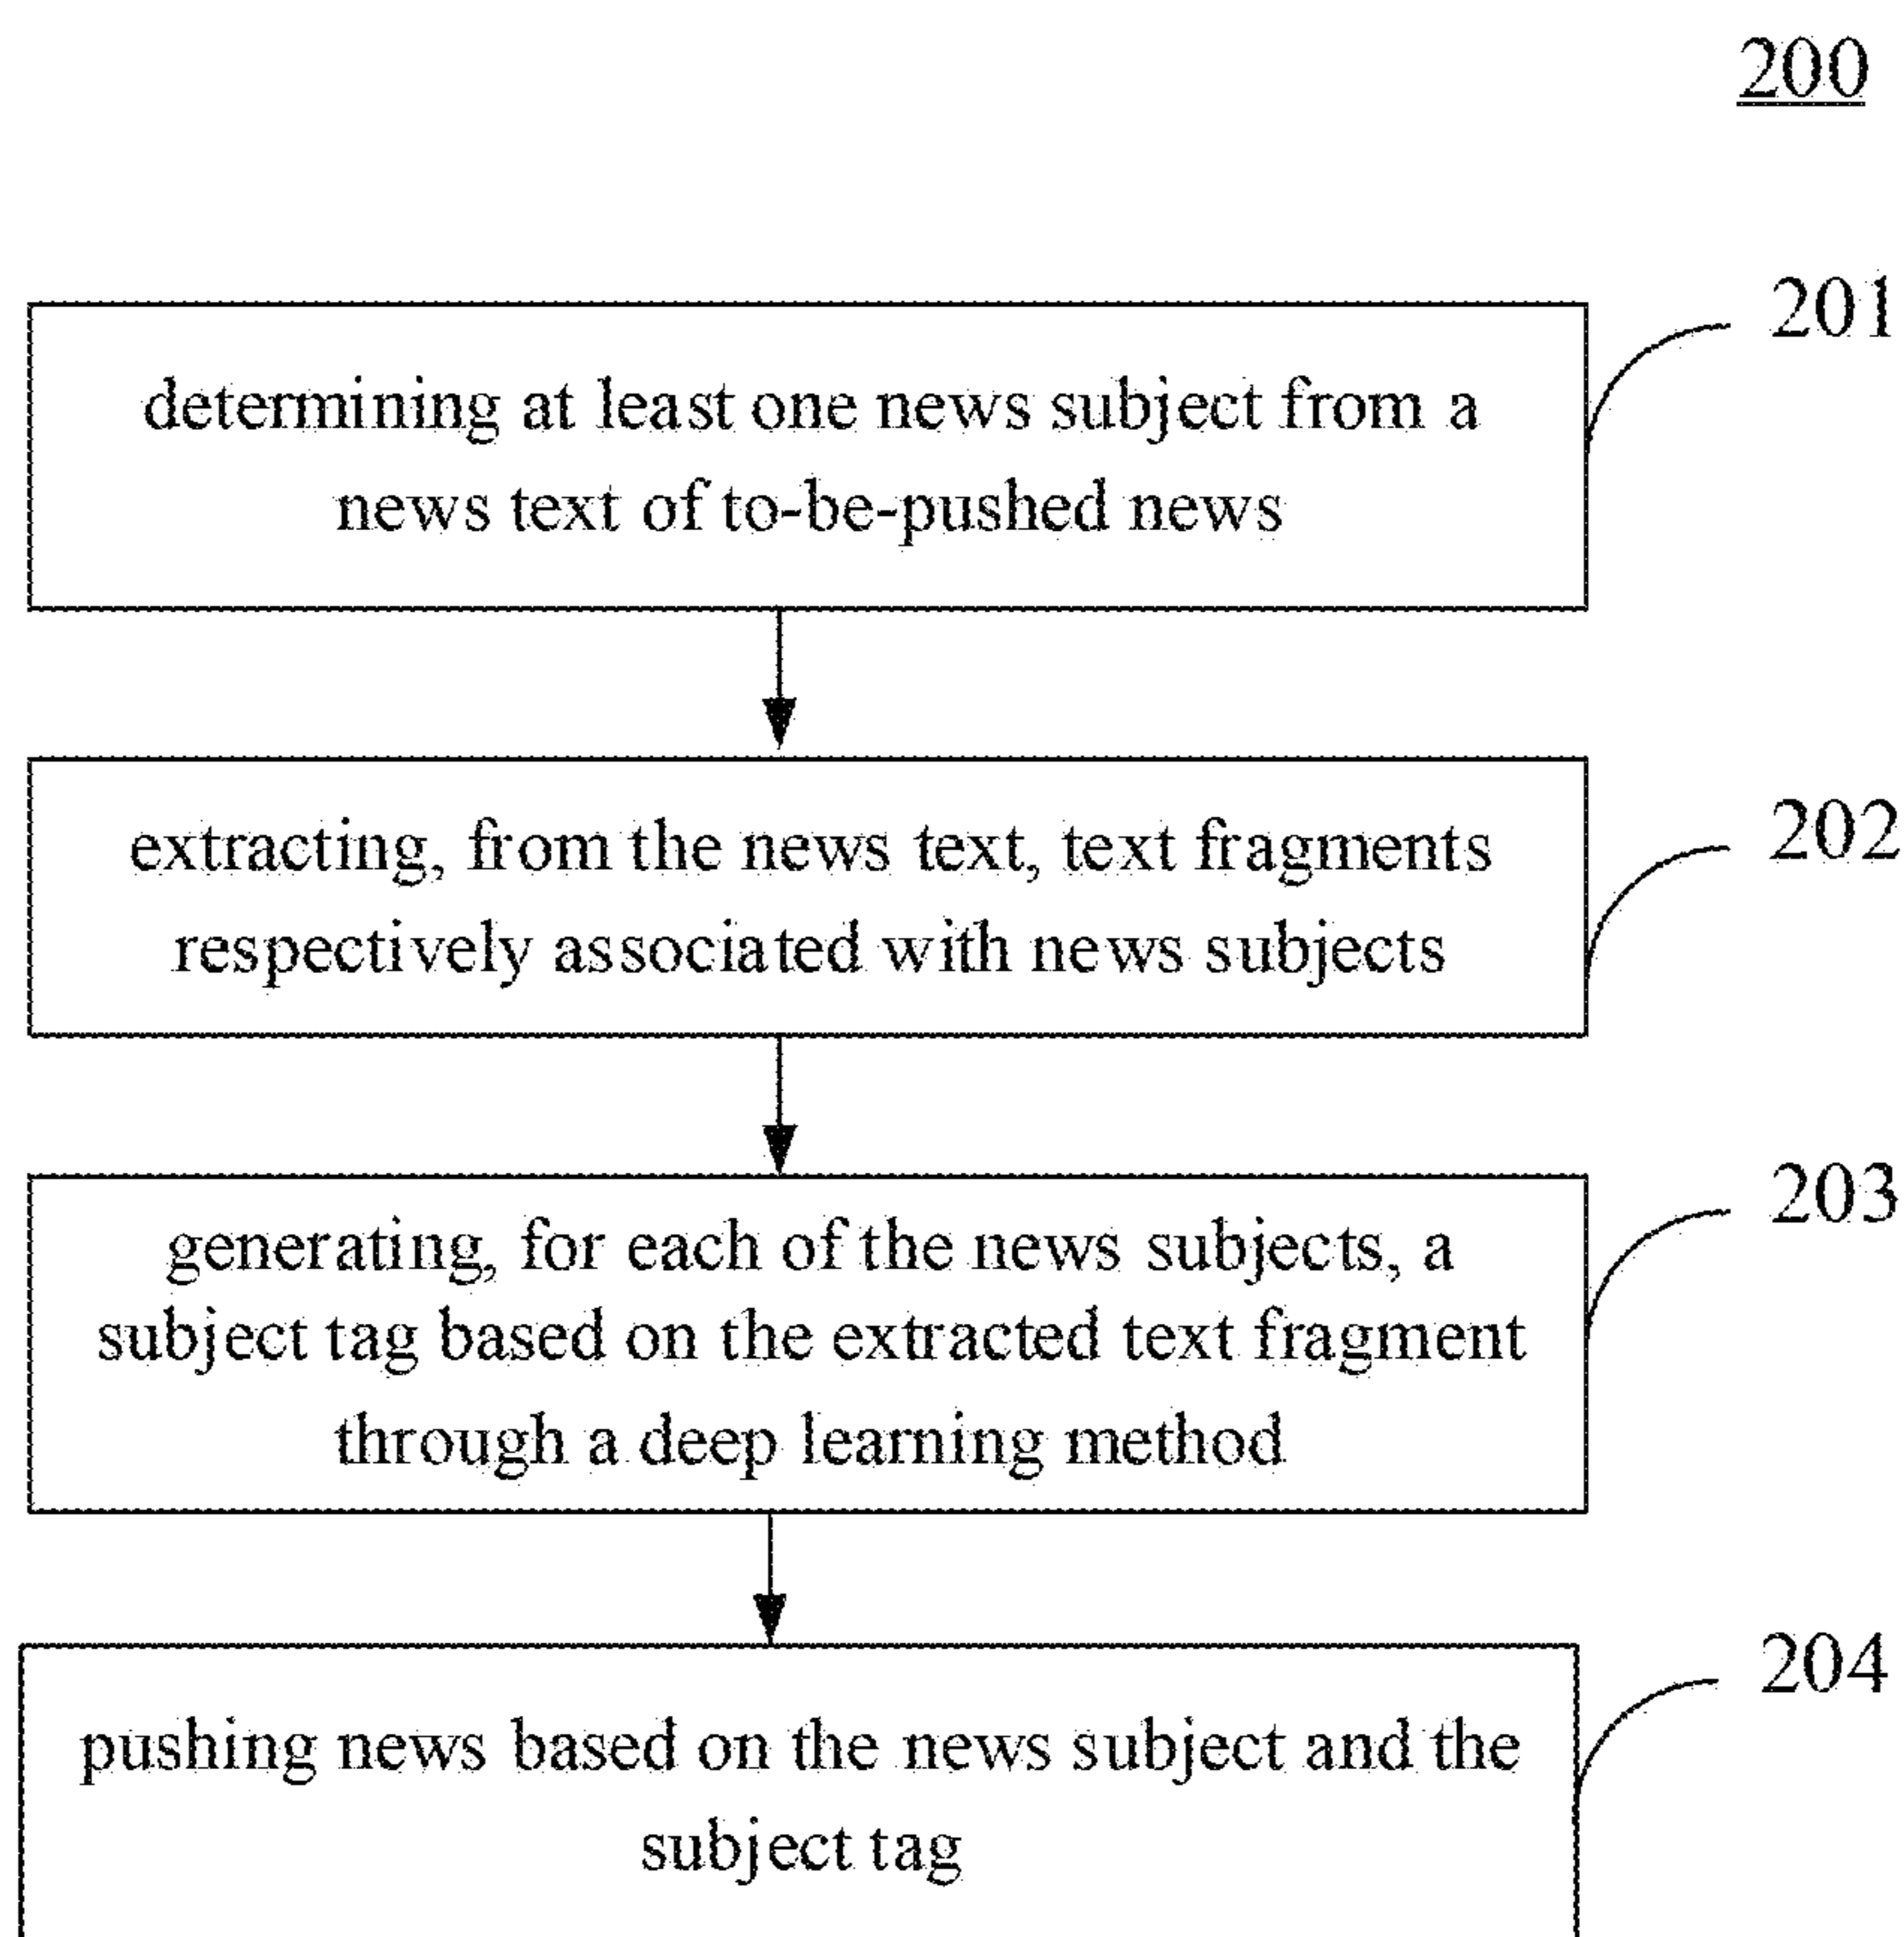 200
201
determining at least one news subject from a
news text of to-be-pushed news
202
extracting, from the news text, text fragments
respectively associated with news subjects
203
generating, for each of the news subjects, a
subject tag based on the extracted text fragment
through a deep learning method
204
pushing news based on the news subject and the
subject tag